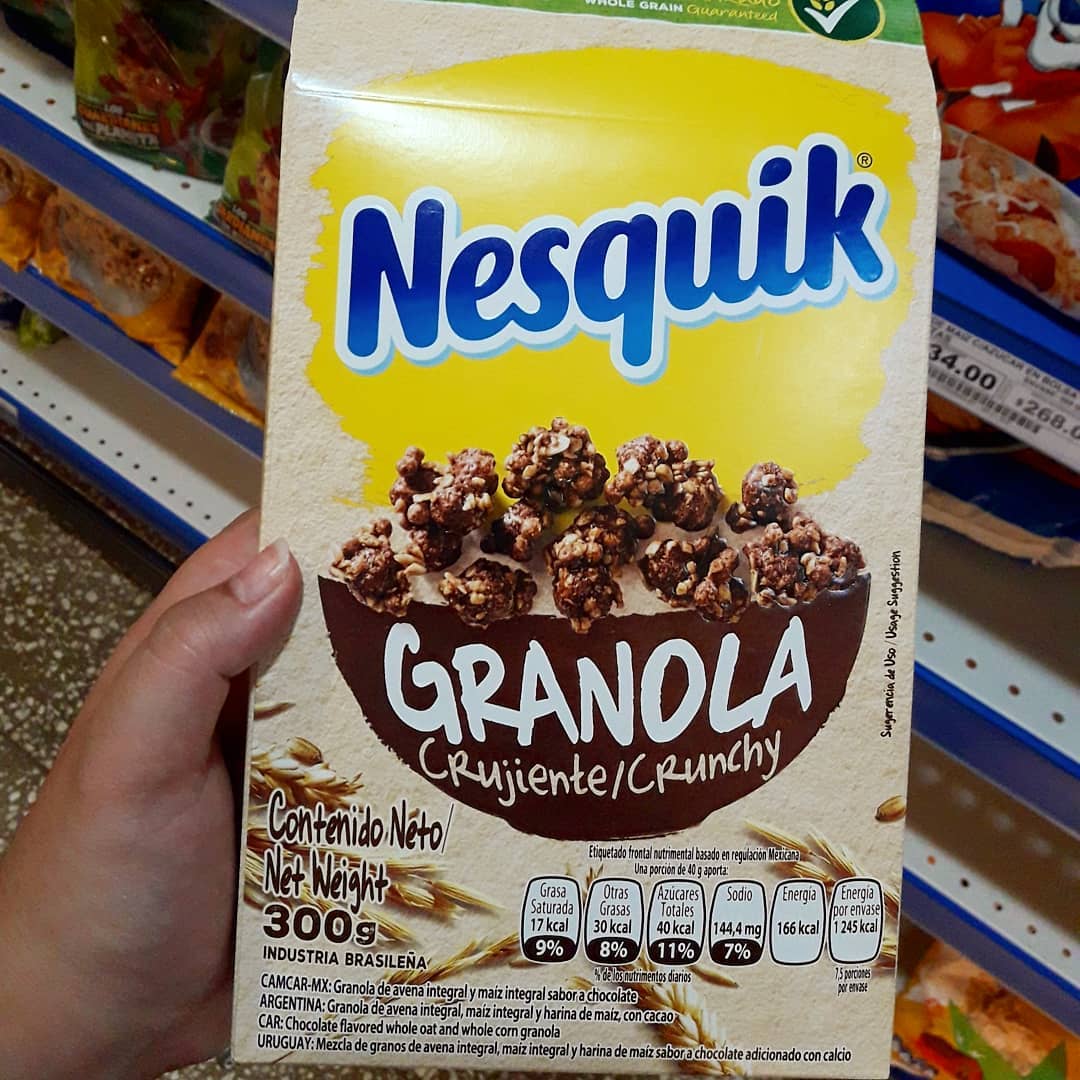 WHOLE GRAIN Guaranteed
Nesquik®
GRANOLA
Crujiente/Crunchy
Sugerencia de Uso / Usage Suggestion
Contenido Neto/
Net Weight
300g
INDUSTRIA BRASILEÑA
Etiquetado frontal nutrimental basado en regulación Mexicana
Una porción de 40 g aporta:
Grasa Saturada 17 kcal 9%
Otras Grasas 30 kcal 8%
Azúcares Totales 40 kcal 11%
Sodio 144,4 mg 7%
Energía 166 kcal
Energía por envase 1 245 kcal
% de los nutrimentos diarios
7,5 porciones
por envase
CAMCAR-MX: Granola de avena integral y maíz integral sabor a chocolate
ARGENTINA: Granola de avena integral, maíz integral y harina de maíz, con cacao
CAR: Chocolate flavored whole oat and whole corn granola
URUGUAY: Mezcla de granos de avena integral, maíz integral y harina de maíz sabor a chocolate adicionado con calcio
MAIZ C/AZUCAR EN BOLSA
34.00
$268.0